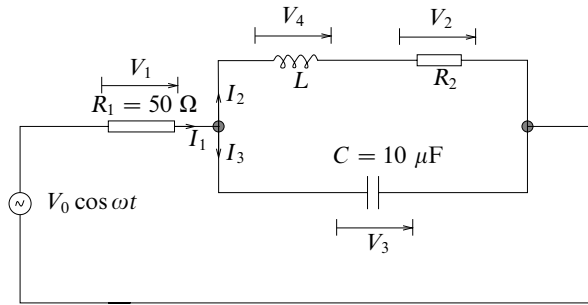 V₄
V₂
V₁
L
R₂
R₁ = 50 Ω
I₂
I₁
I₃
C = 10 μF
V₀ cos ωt
V₃